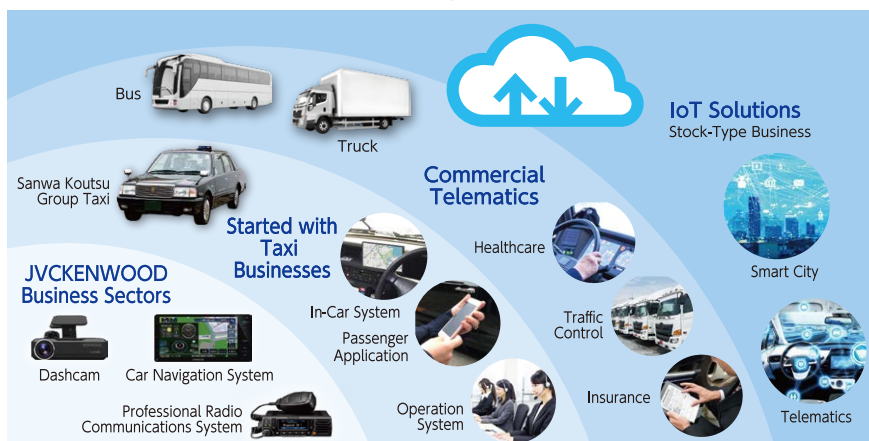 Bus
Truck
IoT Solutions
Stock-Type Business
Sanwa Koutsu
Group Taxi
Commercial
Telematics
Started with
Taxi
Businesses
Healthcare
Smart City
JVCKENWOOD
Business Sectors
In-Car System
Passenger
Application
Traffic
Control
Dashcam
Car Navigation System
Professional Radio
Communications System
Operation
System
Insurance
Telematics